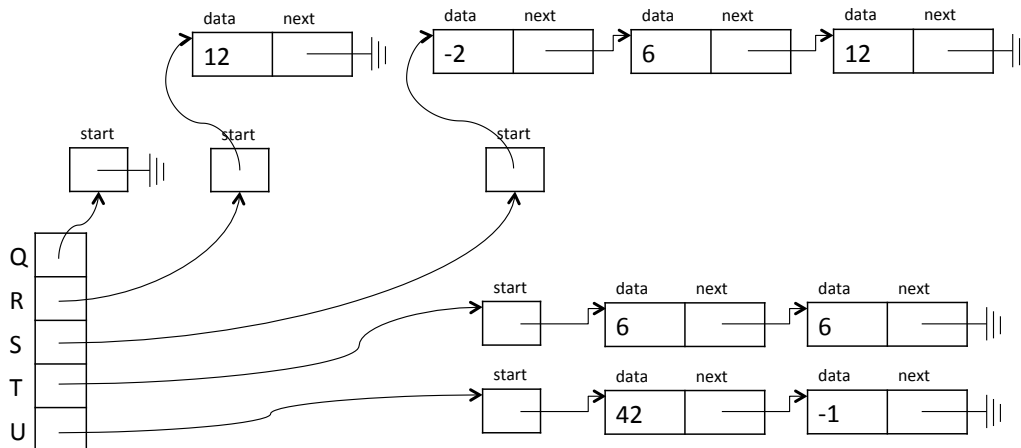 data next data next data next data next
12 -2 6 12
start start start
Q
R
S
T
U
start data next data next
6 6
start data next data next
42 -1